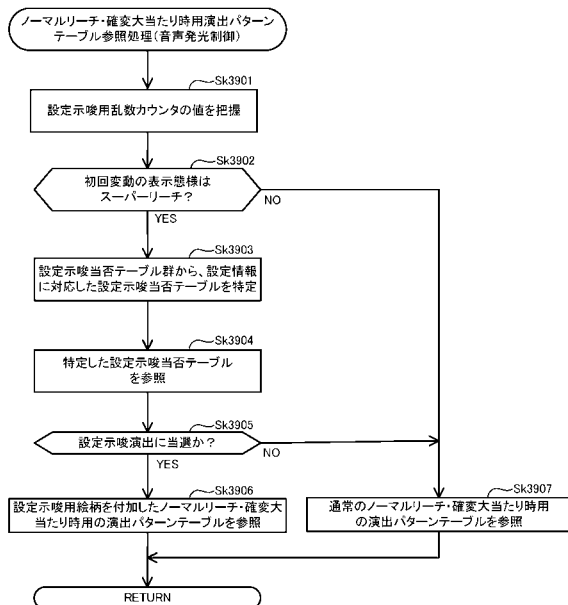 ノーマルリーチ・確変大当たり時用演出パターン
テーブル参照処理(音声発光制御)
Sk3901
設定示唆用乱数カウンタの値を把握
Sk3902
初回変動の表示態様は
スーパーリーチ?
NO
YES
Sk3903
設定示唆当否テーブル群から、設定情報
に対応した設定示唆当否テーブルを特定
Sk3904
特定した設定示唆当否テーブル
を参照
Sk3905
設定示唆演出に当選か?
NO
YES
Sk3906
設定示唆用絵柄を付加したノーマルリーチ・確変大
当たり時用の演出パターンテーブルを参照
Sk3907
通常のノーマルリーチ・確変大当たり時用
の演出パターンテーブルを参照
RETURN